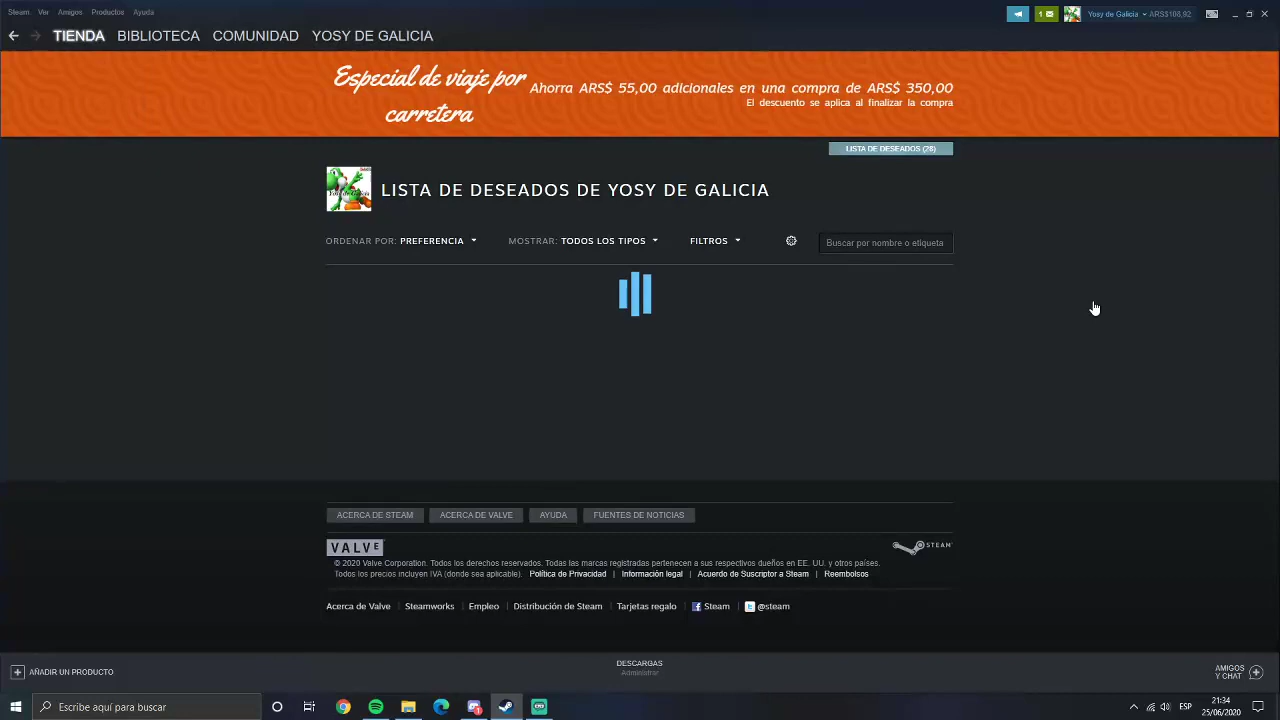 Steam Ver Amigos Productos Ayuda
1 Yosy de Galicia ARS$108,92
TIENDA BIBLIOTECA COMUNIDAD YOSY DE GALICIA
Especial de viaje por
carretera
Ahorra ARS$ 55,00 adicionales en una compra de ARS$ 350,00
El descuento se aplica al finalizar la compra
LISTA DE DESEADOS (26)
LISTA DE DESEADOS DE YOSY DE GALICIA
ORDENAR POR: PREFERENCIA MOSTRAR: TODOS LOS TIPOS FILTROS Buscar por nombre o etiqueta
ACERCA DE STEAM ACERCA DE VALVE AYUDA FUENTES DE NOTICIAS
VALVE STEAM
© 2020 Valve Corporation. Todos los derechos reservados. Todas las marcas registradas pertenecen a sus respectivos dueños en EE. UU. y otros países.
Todos los precios incluyen IVA (donde sea aplicable). Política de Privacidad | Información legal | Acuerdo de Suscriptor a Steam | Reembolsos
Acerca de Valve | Steamworks | Empleo | Distribución de Steam | Tarjetas regalo | Steam | @steam
AÑADIR UN PRODUCTO
DESCARGAS
Administrar
AMIGOS
Y CHAT
Escribe aquí para buscar
ESP
21:34
25/06/2020